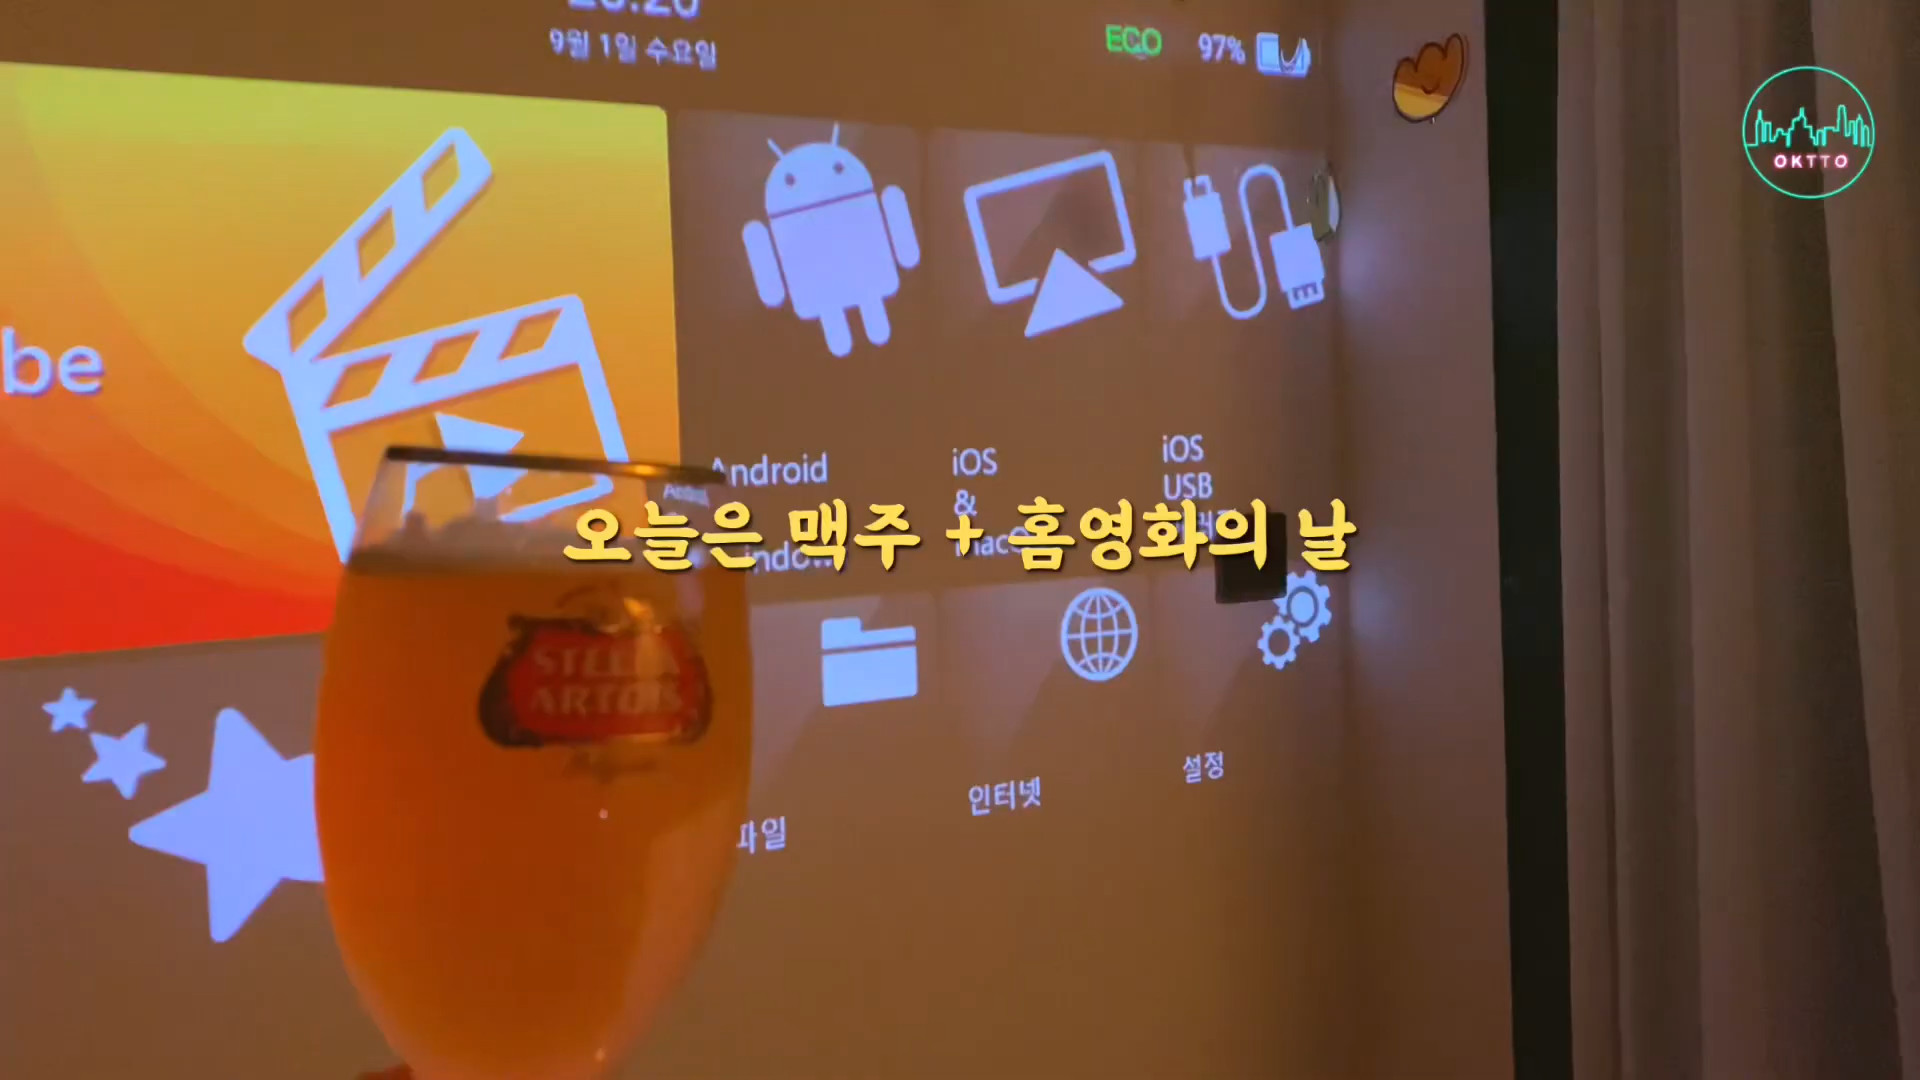 9월 1일 수요일
ECO
97%
OKTTO
be
Android
iOS
&
iOS
USB
오늘은 맥주 + 홈영화의 날
STELLA
ARTOIS
파일
인터넷
설정